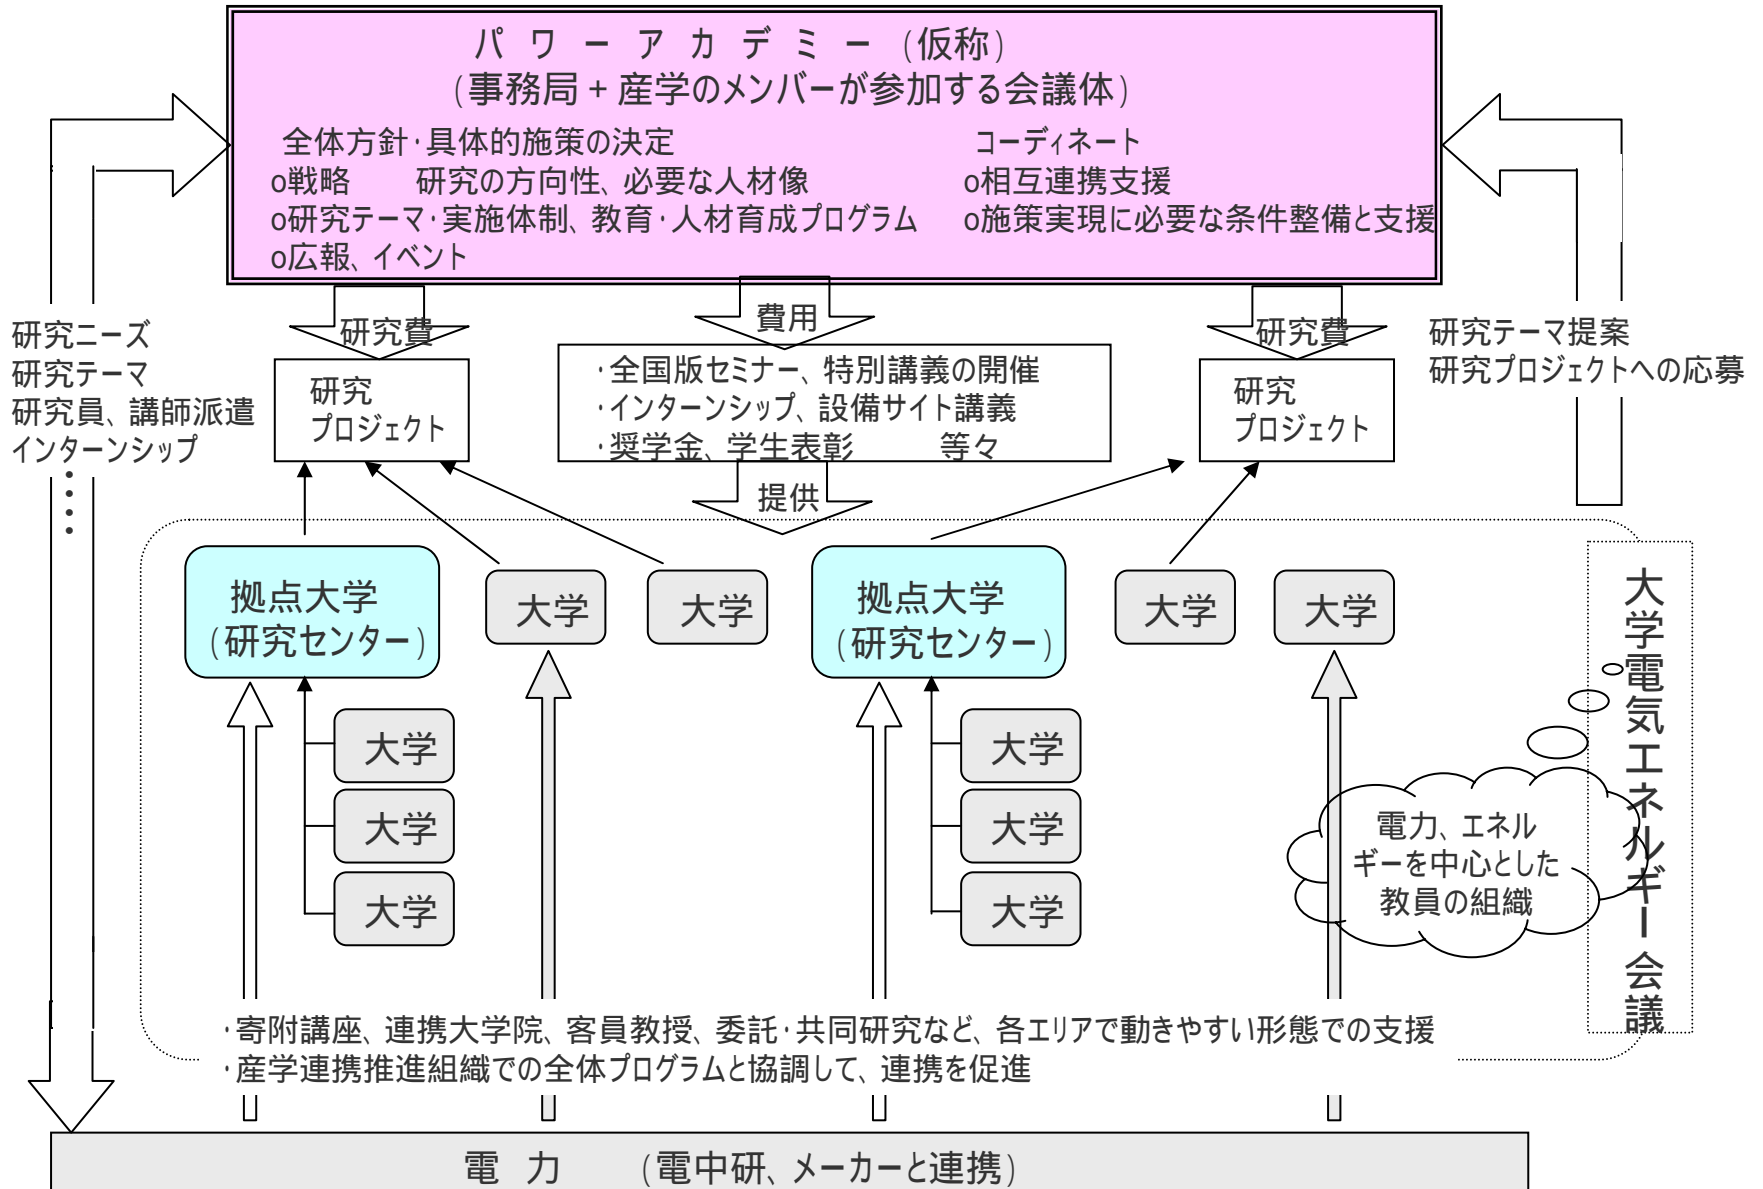 パワーアカデミー(仮称)
(事務局+産学のメンバーが参加する会議体)
全体方針・具体的施策の決定
o戦略 研究の方向性、必要な人材像
o研究テーマ・実施体制、教育・人材育成プログラム
o広報、イベント
コーディネート
o相互連携支援
o施策実現に必要な条件整備と支援
研究ニーズ
研究テーマ
研究員、講師派遣
インターンシップ
・・・・
研究費
費用
研究費
研究テーマ提案
研究プロジェクトへの応募
研究
プロジェクト
・全国版セミナー、特別講義の開催
・インターンシップ、設備サイト講義
・奨学金、学生表彰 等々
研究
プロジェクト
提供
拠点大学
(研究センター)
大学
大学
拠点大学
(研究センター)
大学
大学
大学
大学
大学
大学
大学
大学
電力、エネル
ギーを中心とした
教員の組織
大学電気エネルギー会議
・寄附講座、連携大学院、客員教授、委託・共同研究など、各エリアで動きやすい形態での支援
・産学連携推進組織での全体プログラムと協調して、連携を促進
電 力 (電中研、メーカーと連携)